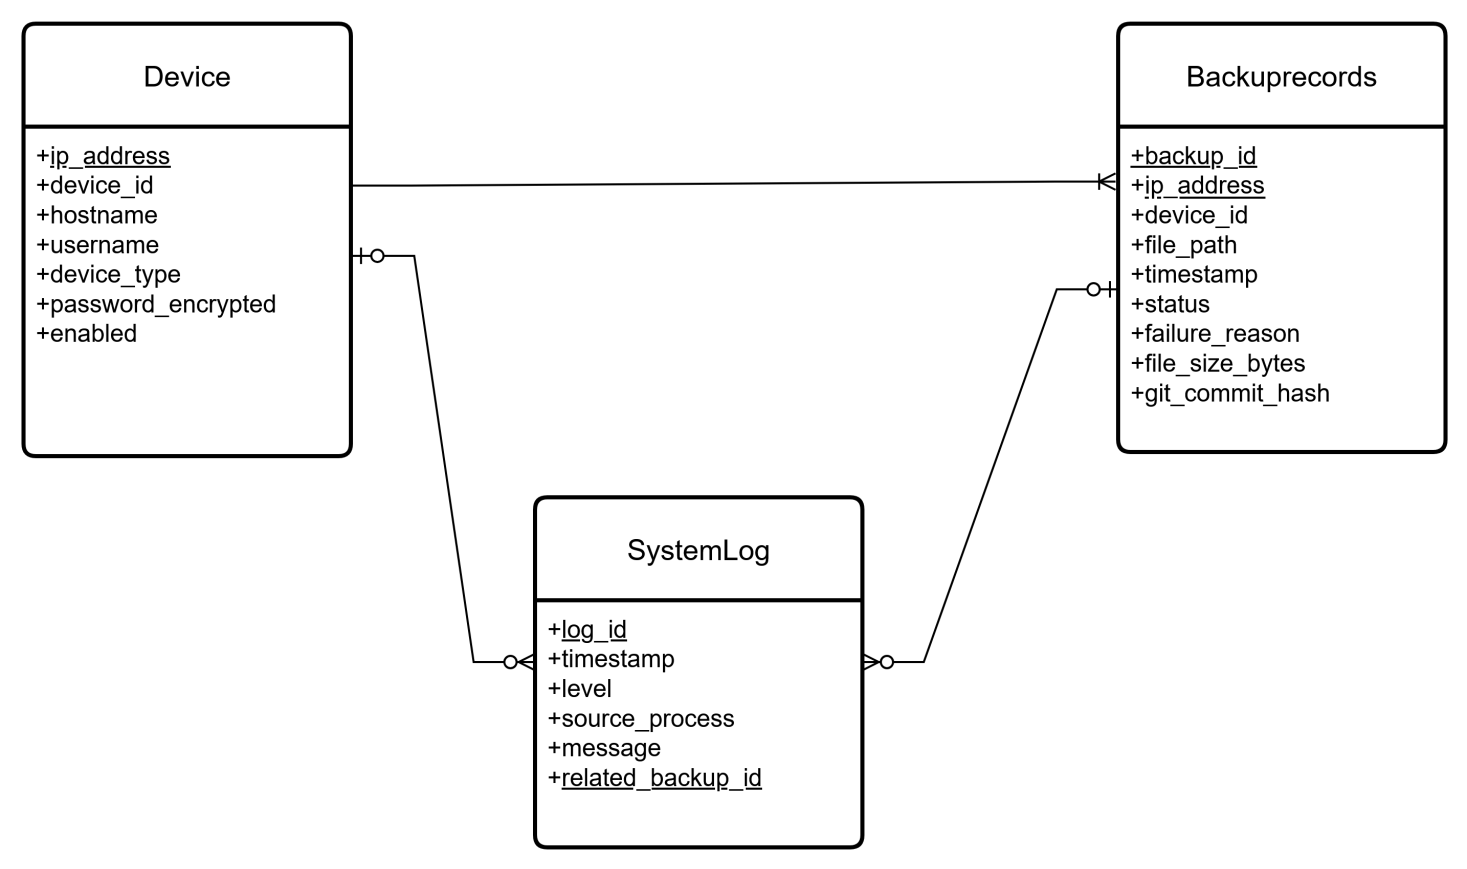 Device
+ip_address
+device_id
+hostname
+username
+device_type
+password_encrypted
+enabled
Backuprecords
+backup_id
+ip_address
+device_id
+file_path
+timestamp
+status
+failure_reason
+file_size_bytes
+git_commit_hash
SystemLog
+log_id
+timestamp
+level
+source_process
+message
+related_backup_id